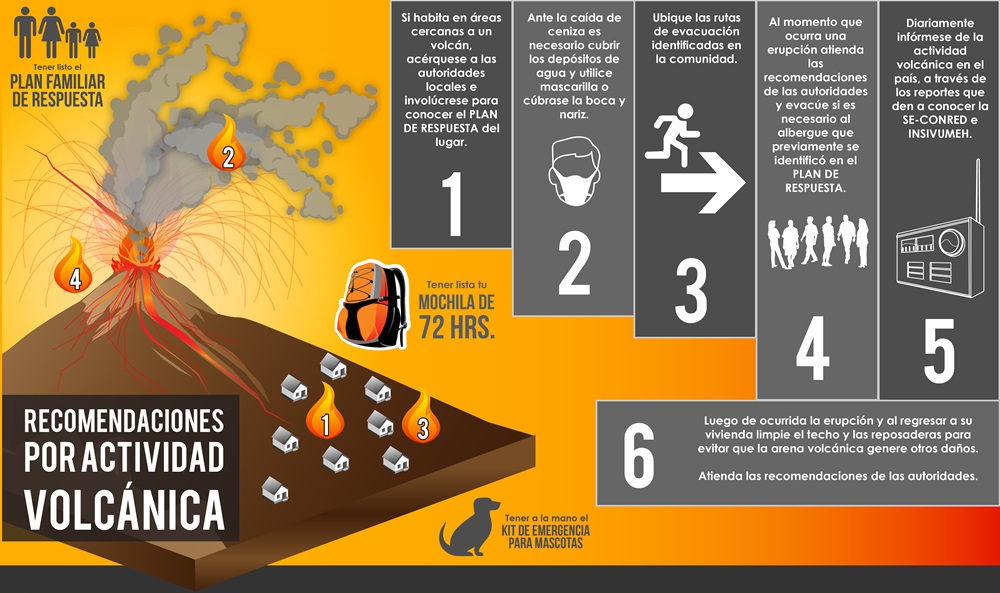 Tener listo el
PLAN FAMILIAR
DE RESPUESTA
2
4
Tener lista tu
MOCHILA DE
72 HRS.
1
3
RECOMENDACIONES
POR ACTIVIDAD
VOLCÁNICA
Tener a la mano el
KIT DE EMERGENCIA
PARA MASCOTAS
Si habita en áreas
cercanas a un
volcán,
acérquese a las
autoridades
locales e
involúcrese para
conocer el PLAN
DE RESPUESTA del
lugar.
1
Ante la caída de
ceniza es
necesario cubrir
los depósitos de
agua y utilice
mascarilla o
cúbrase la boca y
nariz.
2
Ubique las rutas
de evacuación
identificadas en
la comunidad.
3
Al momento que
ocurra una
erupción atienda
las
recomendaciones
de las autoridades
y evacúe si es
necesario al
albergue que
previamente se
identificó en el
PLAN DE
RESPUESTA.
4
Diariamente
infórmese de la
actividad
volcánica en el
país, a través de
los reportes que
den a conocer la
SE-CONRED e
INSIVUMEH.
5
6
Luego de ocurrida la erupción y al regresar a su
vivienda limpie el techo y las reposaderas para
evitar que la arena volcánica genere otros daños.
Atienda las recomendaciones de las autoridades.